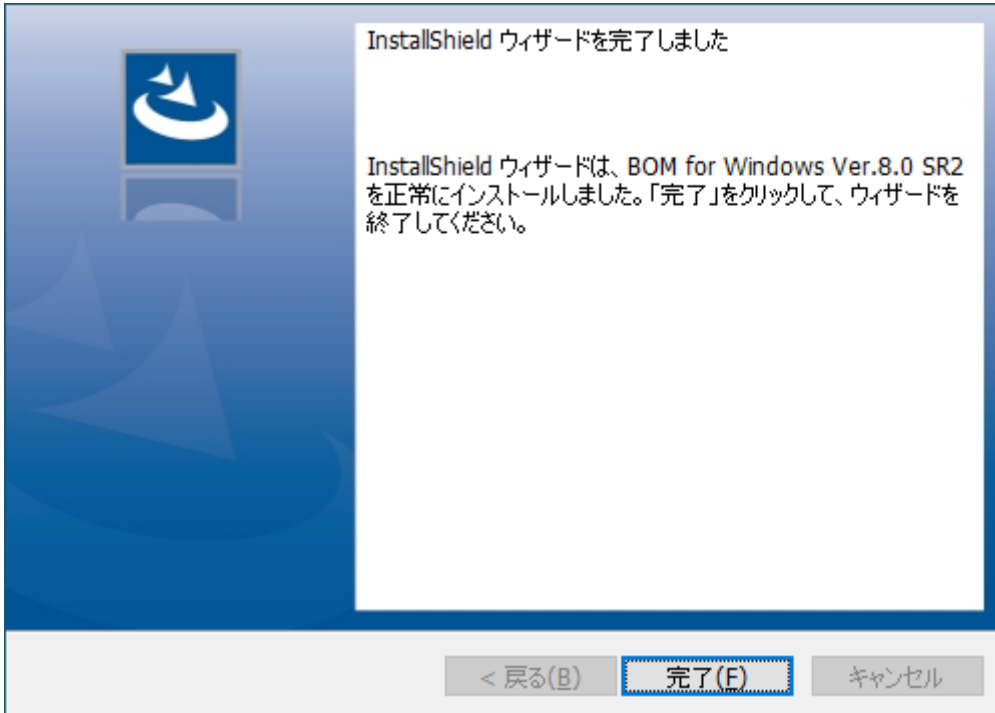 InstallShield ウィザードを完了しました
InstallShield ウィザードは、BOM for Windows Ver.8.0 SR2
を正常にインストールしました。「完了」をクリックして、ウィザードを
終了してください。
< 戻る(B)
完了(F)
キャンセル